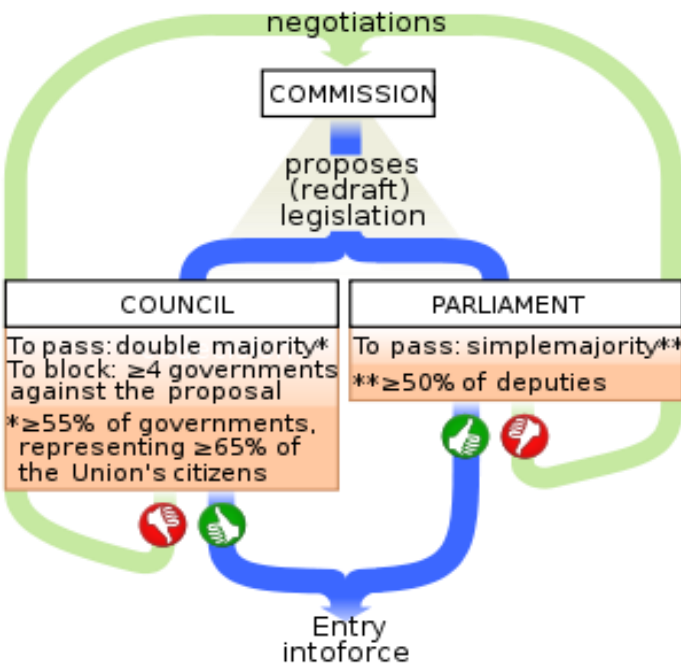 negotiations
COMMISSION
proposes
(redraft)
legislation
COUNCIL
To pass: double majority*
To block: ≥4 governments
against the proposal
*≥55% of governments,
representing ≥65% of
the Union's citizens
PARLIAMENT
To pass: simplemajority**
**≥50% of deputies
Entry
intoforce